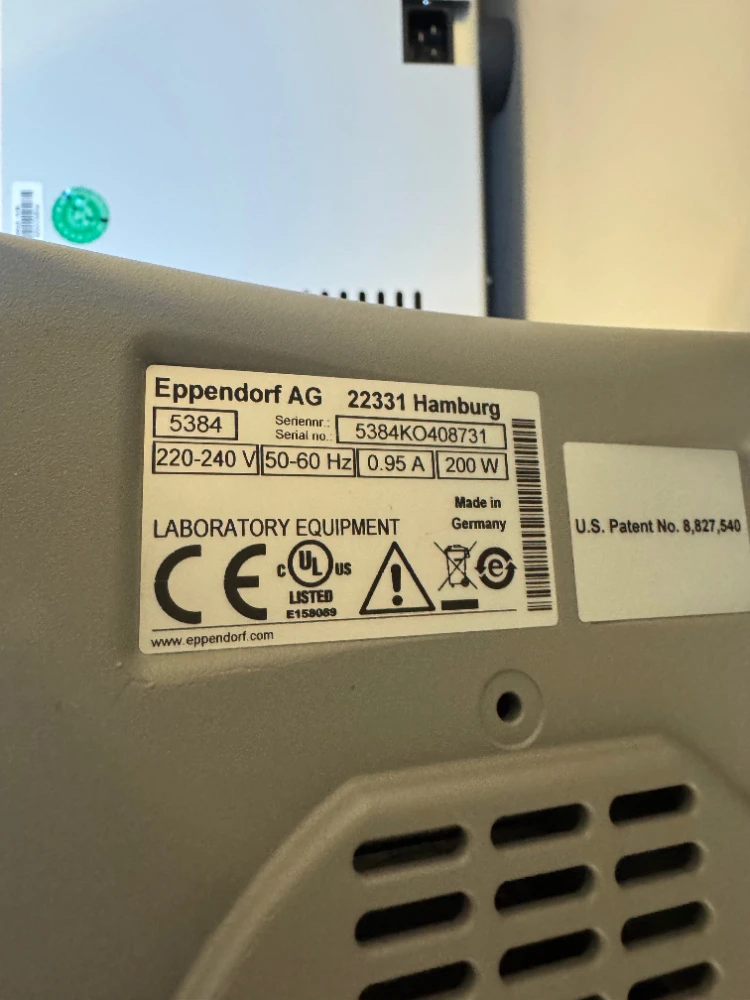 Eppendorf AG 22331 Hamburg
5384 Seriennr.: Serial no.: 5384KO408731
220-240 V 50-60 Hz 0.95 A 200 W
Made in
Germany
LABORATORY EQUIPMENT
CE C UL US
LISTED
E158069
www.eppendorf.com
U.S. Patent No. 8,827,540